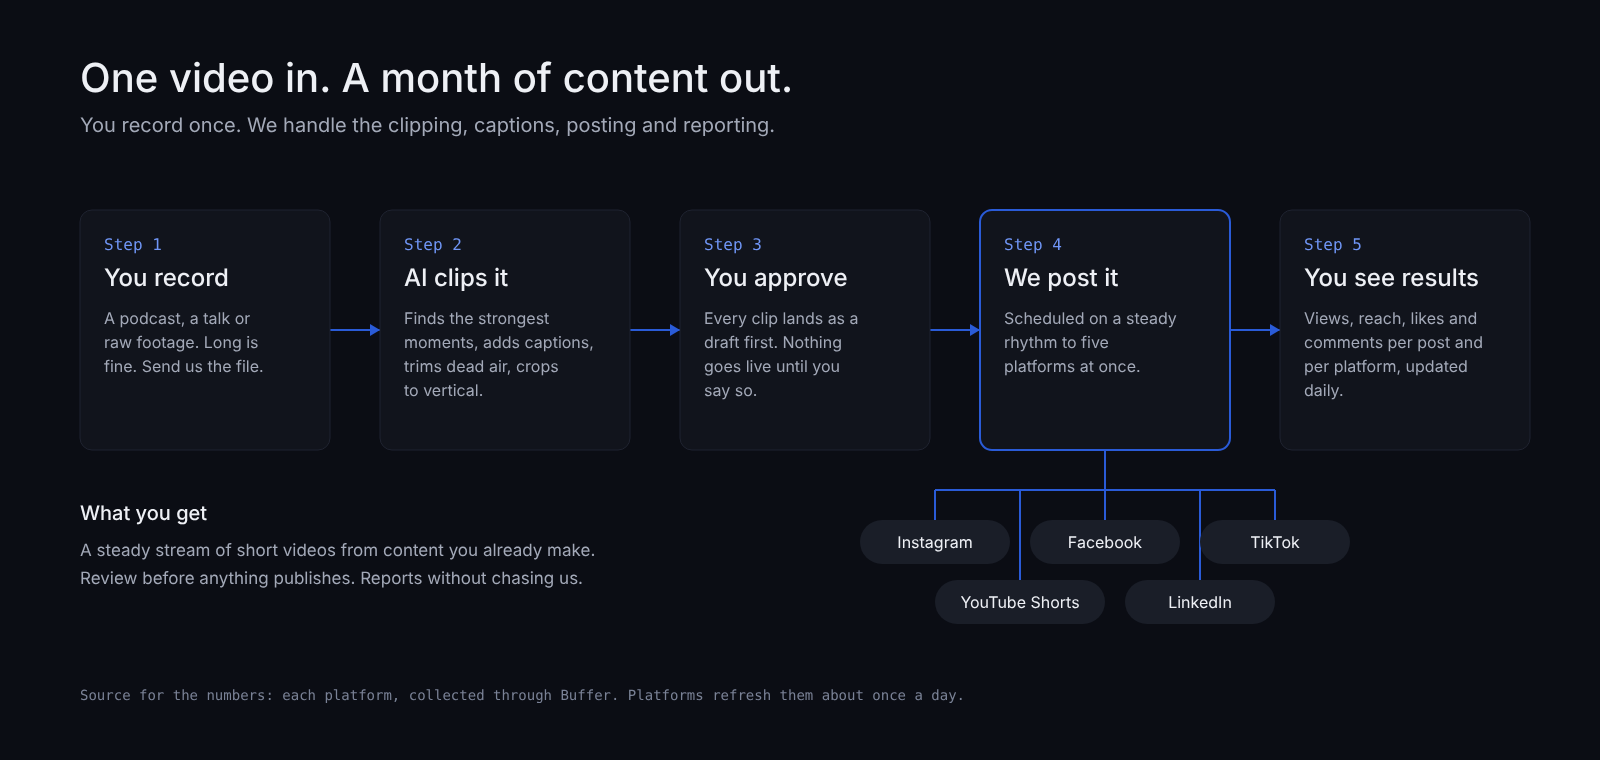 One video in. A month of content out.
You record once. We handle the clipping, captions, posting and reporting.
Step 1
You record
A podcast, a talk or
raw footage. Long is
fine. Send us the file.
Step 2
AI clips it
Finds the strongest
moments, adds captions,
trims dead air, crops
to vertical.
Step 3
You approve
Every clip lands as a
draft first. Nothing
goes live until you
say so.
Step 4
We post it
Scheduled on a steady
rhythm to five
platforms at once.
Step 5
You see results
Views, reach, likes and
comments per post and
per platform, updated
daily.
What you get
A steady stream of short videos from content you already make.
Review before anything publishes. Reports without chasing us.
Instagram
Facebook
TikTok
YouTube Shorts
LinkedIn
Source for the numbers: each platform, collected through Buffer. Platforms refresh them about once a day.